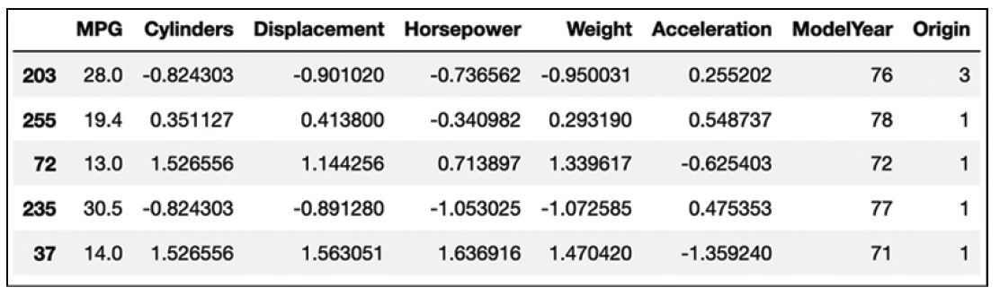 MPG Cylinders Displacement Horsepower Weight Acceleration ModelYear Origin
203 28.0 -0.824303 -0.901020 -0.736562 -0.950031 0.255202 76 3
255 19.4 0.351127 0.413800 -0.340982 0.293190 0.548737 78 1
72 13.0 1.526556 1.144256 0.713897 1.339617 -0.625403 72 1
235 30.5 -0.824303 -0.891280 -1.053025 -1.072585 0.475353 77 1
37 14.0 1.526556 1.563051 1.636916 1.470420 -1.359240 71 1